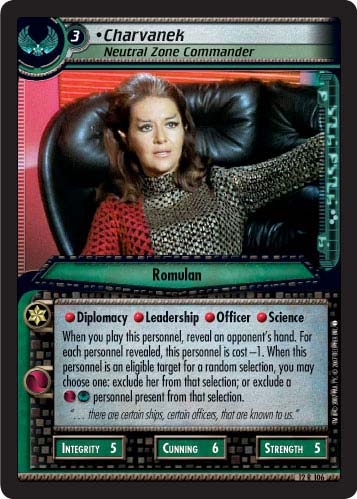 3 •Charvanek
Neutral Zone Commander
Romulan
Diplomacy Leadership Officer Science
When you play this personnel, reveal an opponent's hand. For
each personnel revealed, this personnel is cost -1. When this
personnel is an eligible target for a random selection, you may
choose one: exclude her from that selection; or exclude a
personnel present from that selection.
"... there are certain ships, certain officers, that are known to us."
INTEGRITY 5 CUNNING 6 STRENGTH 5
12 R 106